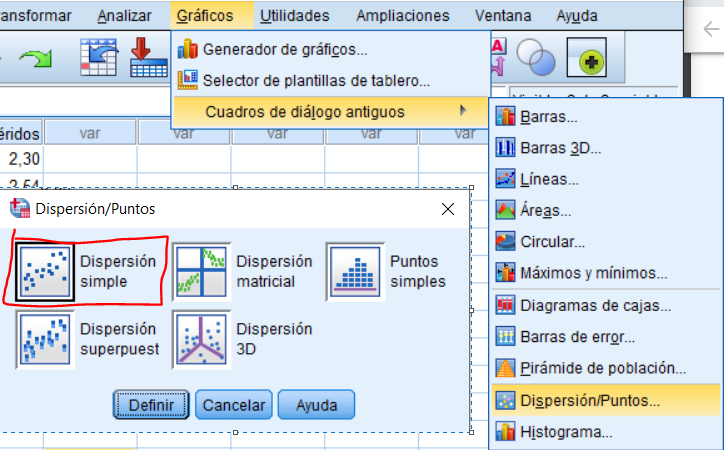 ansformar Analizar Gráficos Utilidades Ampliaciones Ventana Ayuda
Generador de gráficos...
Selector de plantillas de tablero...
Cuadros de diálogo antiguos
éridos var var var var
2,30
Barras...
Barras 3D...
Líneas...
Áreas...
Circular...
Máximos y mínimos...
Diagramas de cajas...
Barras de error...
Pirámide de población...
Dispersión/Puntos...
Histograma...
Dispersión/Puntos
Dispersión
simple
Dispersión
matricial
Puntos
simples
Dispersión
superpuest
Dispersión
3D
Definir Cancelar Ayuda